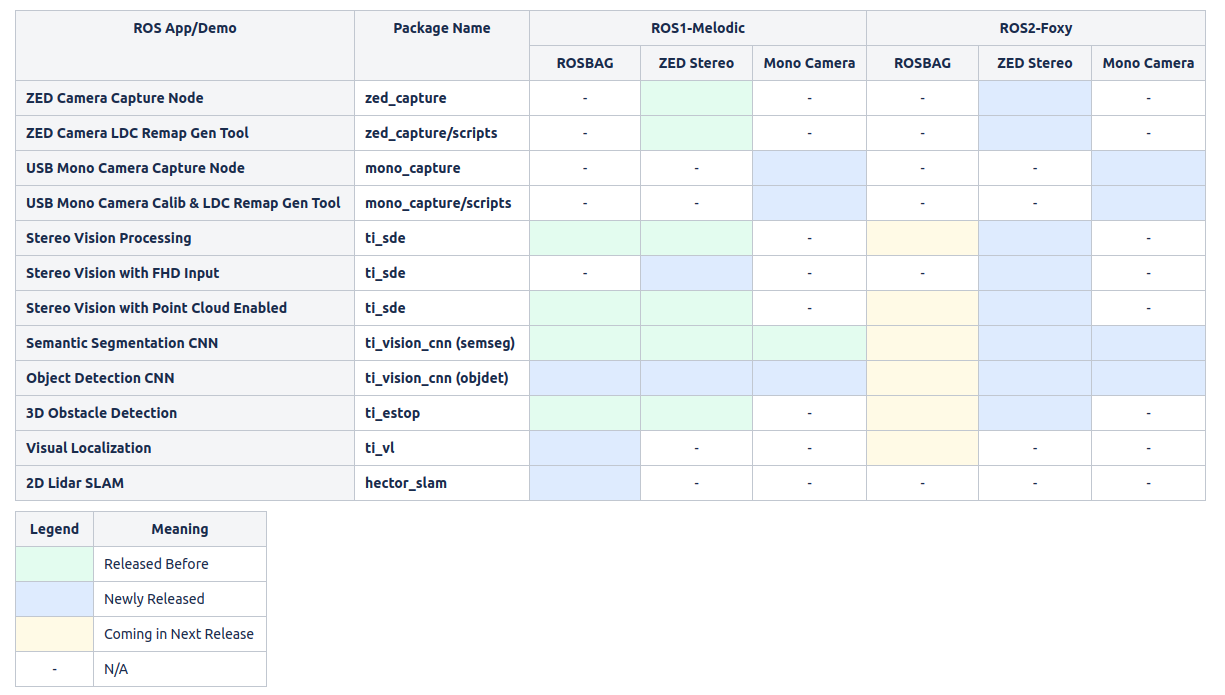 ROS App/Demo Package Name ROS1-Melodic ROS2-Foxy
ROSBAG ZED Stereo Mono Camera ROSBAG ZED Stereo Mono Camera
ZED Camera Capture Node zed_capture - - - -
ZED Camera LDC Remap Gen Tool zed_capture/scripts - - - -
USB Mono Camera Capture Node mono_capture - - - -
USB Mono Camera Calib & LDC Remap Gen Tool mono_capture/scripts - - - -
Stereo Vision Processing ti_sde - -
Stereo Vision with FHD Input ti_sde - - - -
Stereo Vision with Point Cloud Enabled ti_sde - -
Semantic Segmentation CNN ti_vision_cnn (semseg)
Object Detection CNN ti_vision_cnn (objdet)
3D Obstacle Detection ti_estop - -
Visual Localization ti_vl - - - -
2D Lidar SLAM hector_slam - - - - -
Legend Meaning
Released Before
Newly Released
Coming in Next Release
- N/A